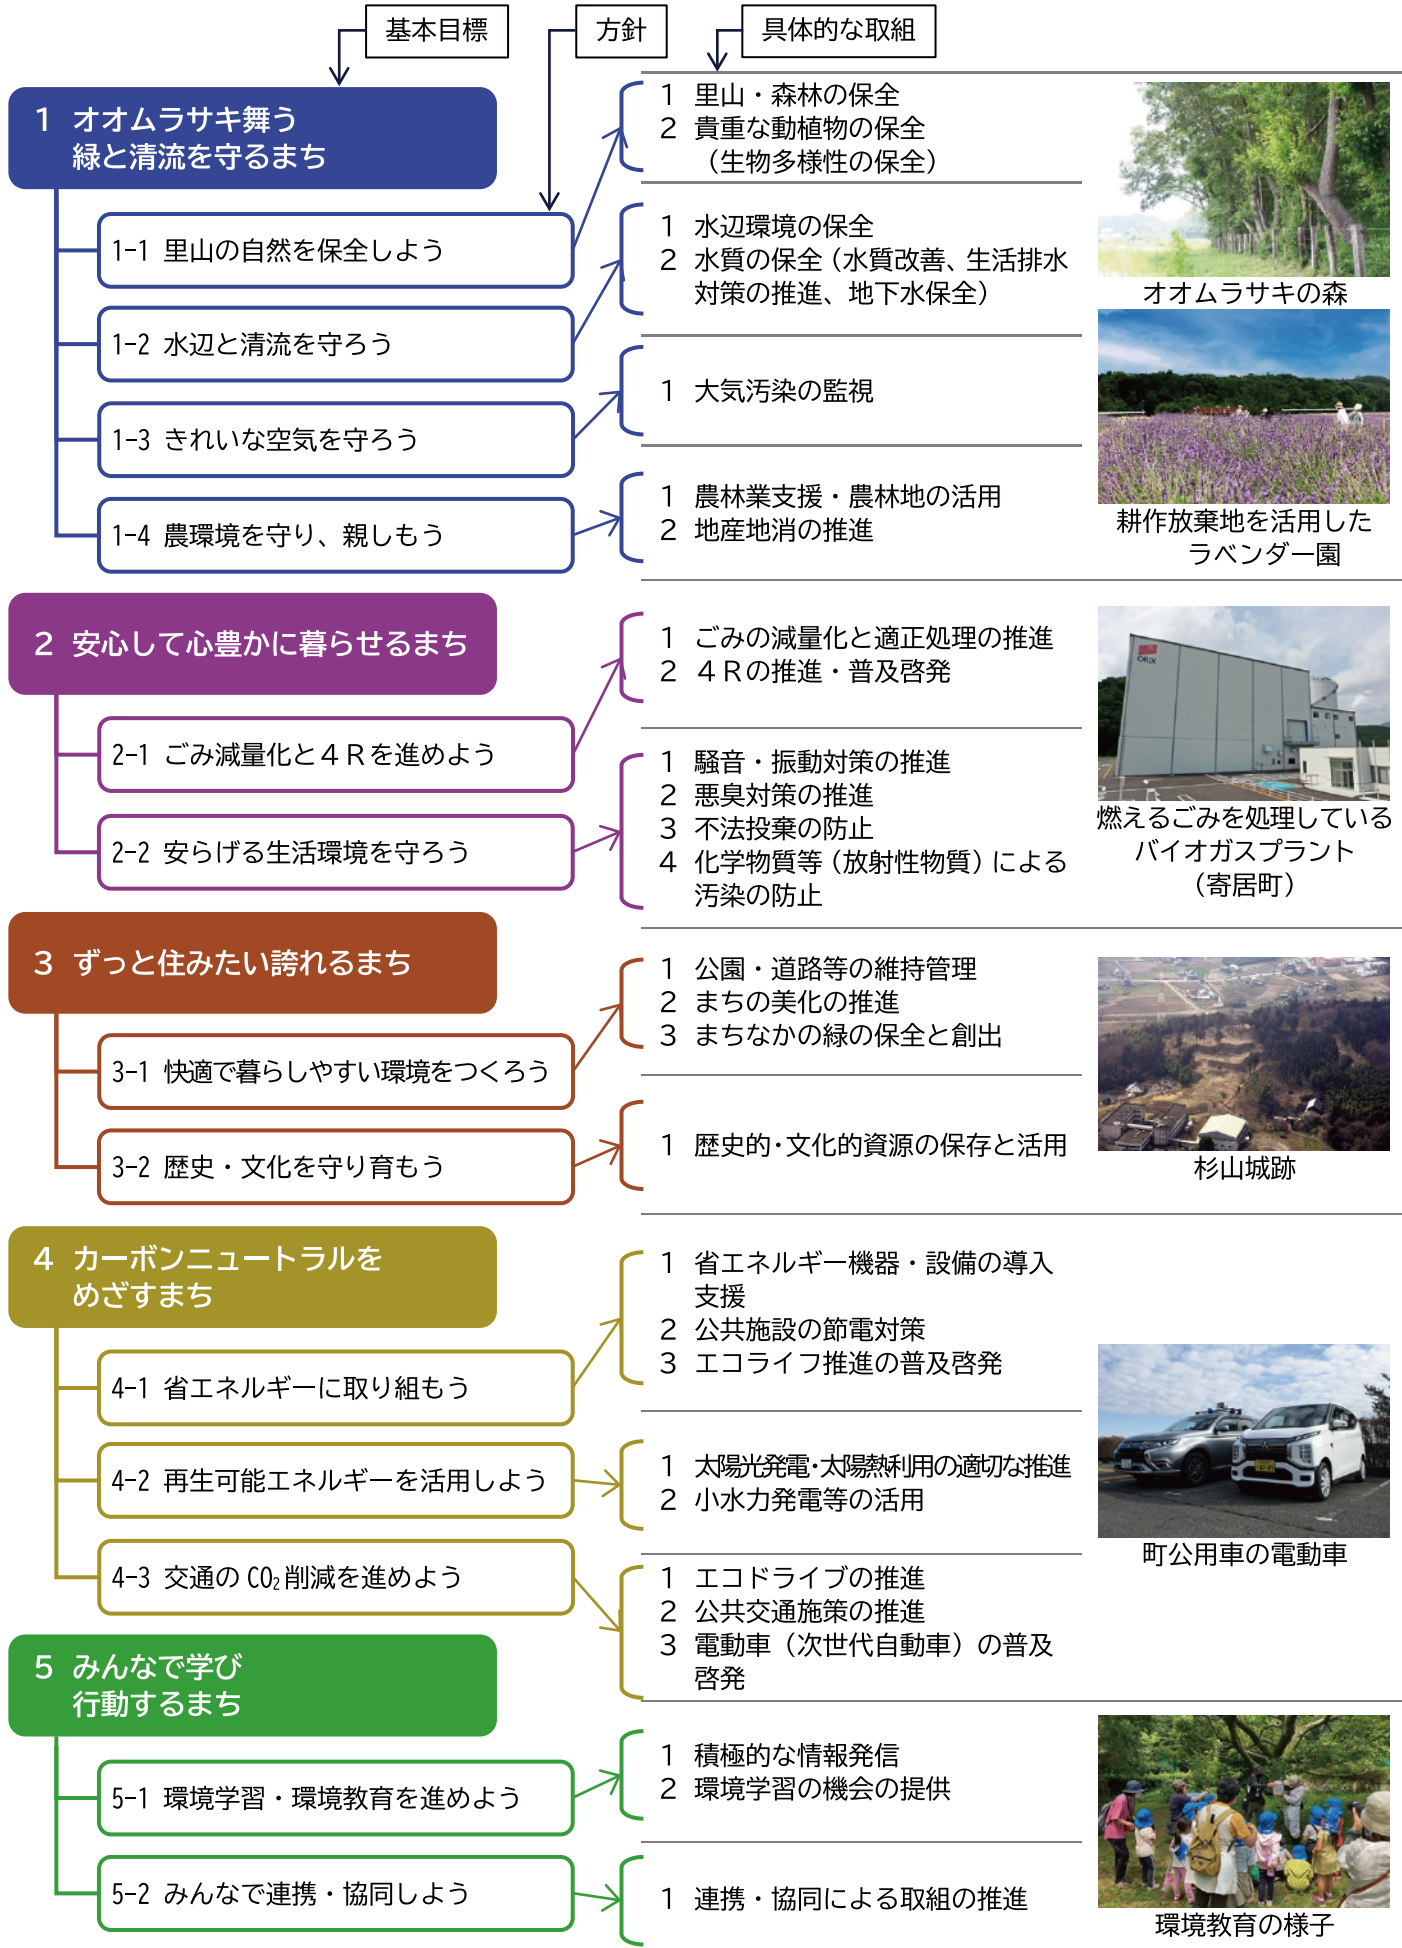 基本目標
方針
具体的な取組
1 オオムラサキ舞う
緑と清流を守るまち
1-1 里山の自然を保全しよう
1 里山・森林の保全
2 貴重な動植物の保全
（生物多様性の保全）
1-2 水辺と清流を守ろう
1 水辺環境の保全
2 水質の保全（水質改善、生活排水
対策の推進、地下水保全）
1-3 きれいな空気を守ろう
1 大気汚染の監視
1-4 農環境を守り、親しもう
1 農林業支援・農林地の活用
2 地産地消の推進
オオムラサキの森
耕作放棄地を活用した
ラベンダー園
2 安心して心豊かに暮らせるまち
2-1 ごみ減量化と４Ｒを進めよう
1 ごみの減量化と適正処理の推進
2 ４Ｒの推進・普及啓発
2-2 安らげる生活環境を守ろう
1 騒音・振動対策の推進
2 悪臭対策の推進
3 不法投棄の防止
4 化学物質等（放射性物質）による
汚染の防止
ORIX
燃えるごみを処理している
バイオガスプラント
（寄居町）
3 ずっと住みたい誇れるまち
3-1 快適で暮らしやすい環境をつくろう
1 公園・道路等の維持管理
2 まちの美化の推進
3 まちなかの緑の保全と創出
3-2 歴史・文化を守り育もう
1 歴史的・文化的資源の保存と活用
杉山城跡
4 カーボンニュートラルを
めざすまち
4-1 省エネルギーに取り組もう
1 省エネルギー機器・設備の導入
支援
2 公共施設の節電対策
3 エコライフ推進の普及啓発
4-2 再生可能エネルギーを活用しよう
1 太陽光発電・太陽熱利用の適切な推進
2 小水力発電等の活用
4-3 交通のCO₂削減を進めよう
1 エコドライブの推進
2 公共交通施策の推進
3 電動車（次世代自動車）の普及
啓発
町公用車の電動車
5 みんなで学び
行動するまち
5-1 環境学習・環境教育を進めよう
1 積極的な情報発信
2 環境学習の機会の提供
5-2 みんなで連携・協同しよう
1 連携・協同による取組の推進
環境教育の様子